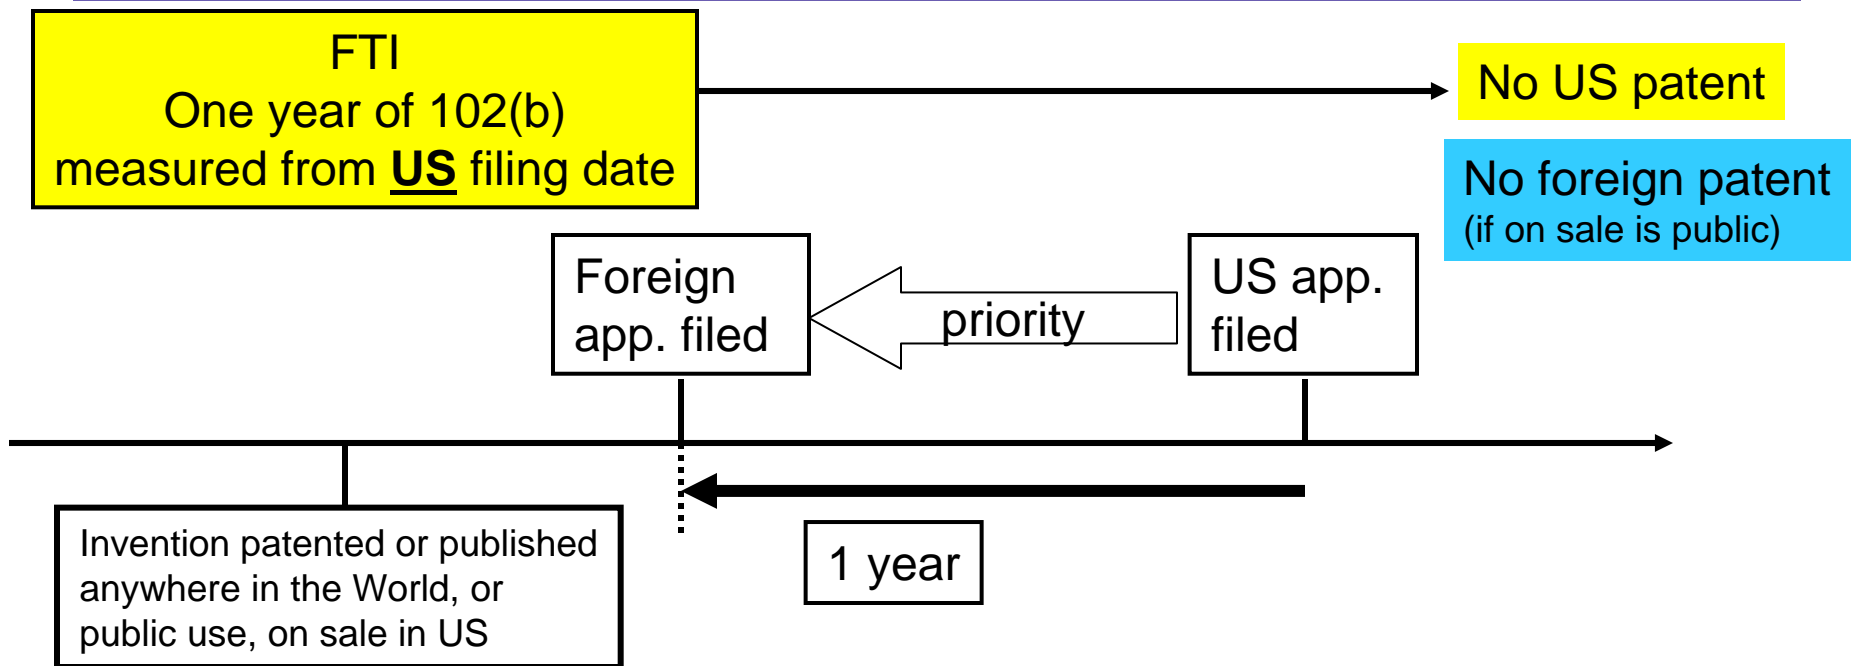 FTI
One year of 102(b)
measured from US filing date
No US patent
No foreign patent
(if on sale is public)
Foreign
app. filed
priority
US app.
filed
Invention patented or published
anywhere in the World, or
public use, on sale in US
1 year